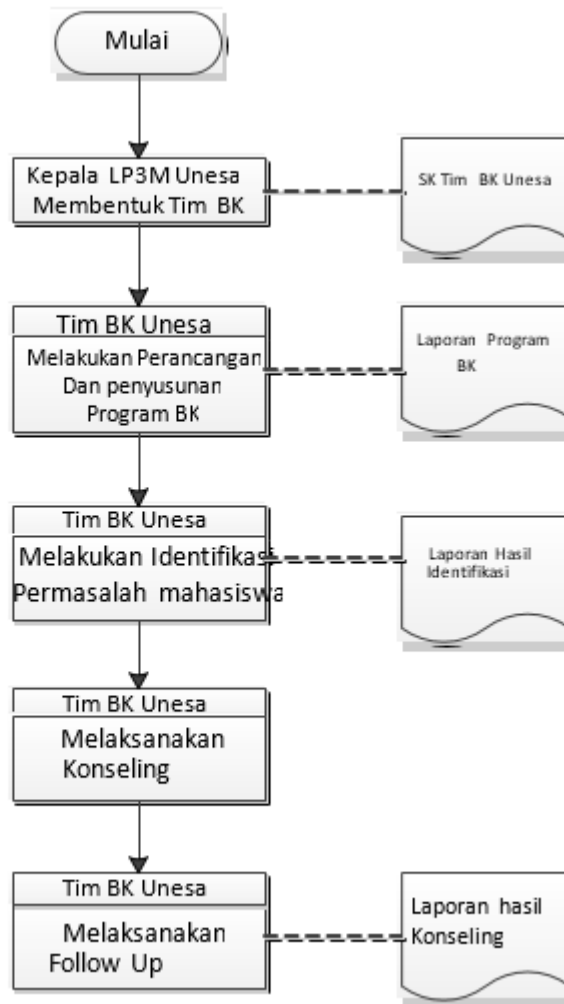 Mulai
Kepala LP3M Unesa
Membentuk Tim BK
SK Tim BK Unesa
Tim BK Unesa
Melakukan Perancangan
Dan penyusunan
Program BK
Laporan Program
BK
Tim BK Unesa
Melakukan Identifikasi
Permasalah mahasiswa
Laporan Hasil
Identifikasi
Tim BK Unesa
Melaksanakan
Konseling
Tim BK Unesa
Melaksanakan
Follow Up
Laporan hasil
Konseling